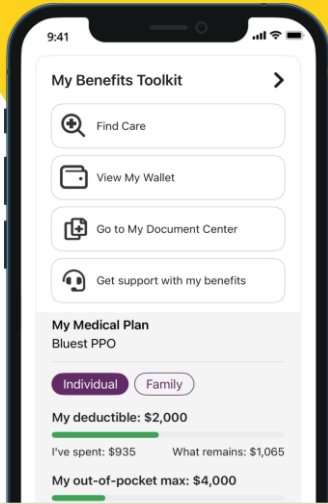 9:41
My Benefits Toolkit
Find Care
View My Wallet
Go to My Document Center
Get support with my benefits
My Medical Plan
Bluest PPO
Individual Family
My deductible: $2,000
I've spent: $935 What remains: $1,065
My out-of-pocket max: $4,000